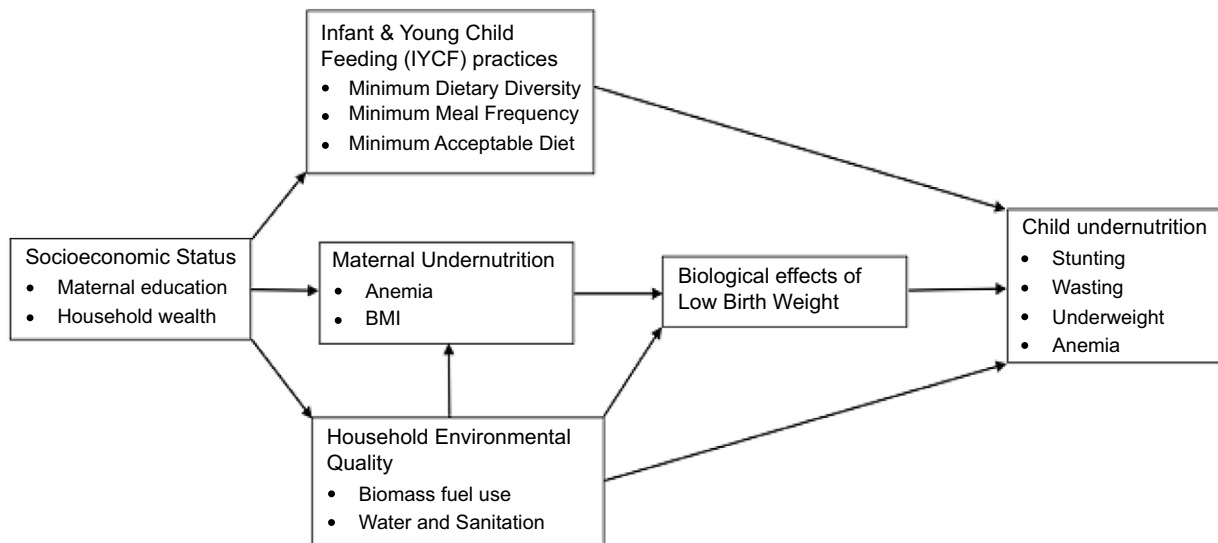 Infant & Young Child
Feeding (IYCF) practices
• Minimum Dietary Diversity
• Minimum Meal Frequency
• Minimum Acceptable Diet
Socioeconomic Status
• Maternal education
• Household wealth
Maternal Undernutrition
• Anemia
• BMI
Household Environmental
Quality
• Biomass fuel use
• Water and Sanitation
Biological effects of
Low Birth Weight
Child undernutrition
• Stunting
• Wasting
• Underweight
• Anemia